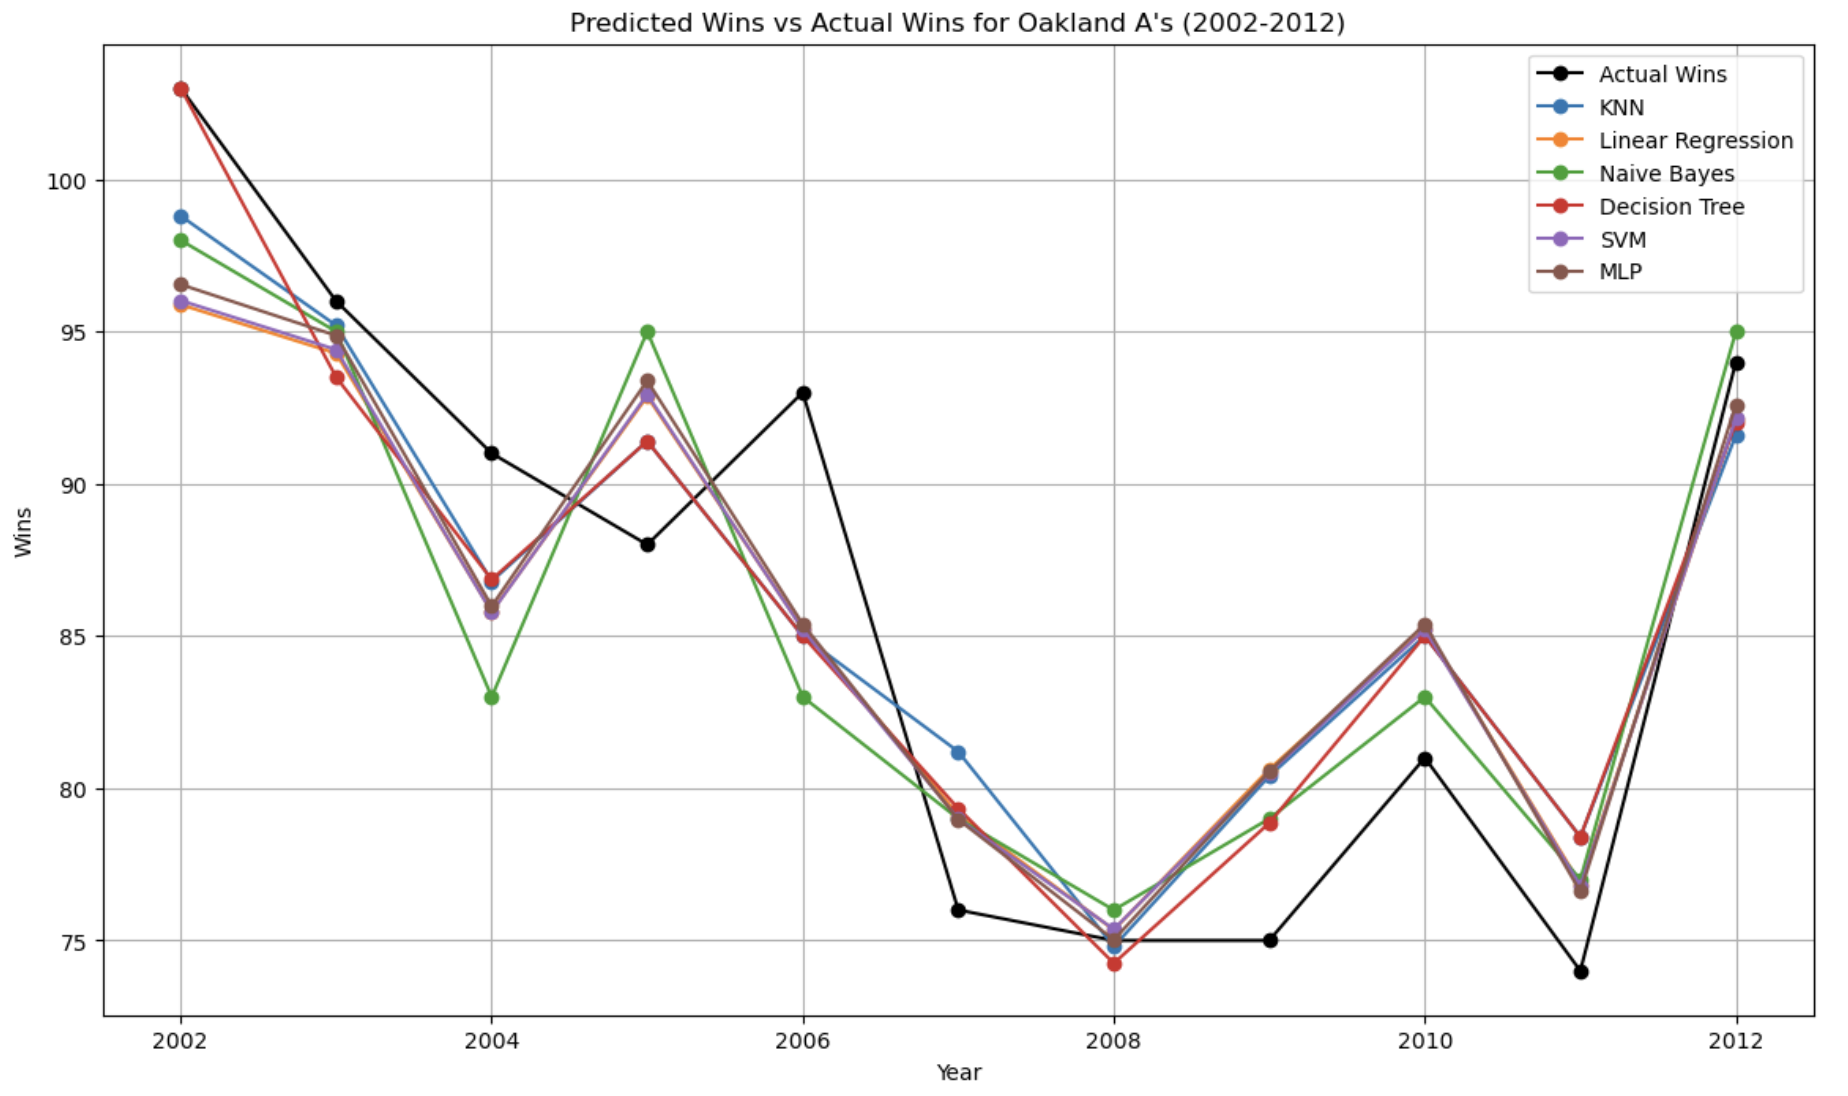 Predicted Wins vs Actual Wins for Oakland A's (2002-2012)
Actual Wins
KNN
Linear Regression
Naive Bayes
Decision Tree
SVM
MLP
100
95
90
85
80
75
Wins
2002 2004 2006 2008 2010 2012
Year